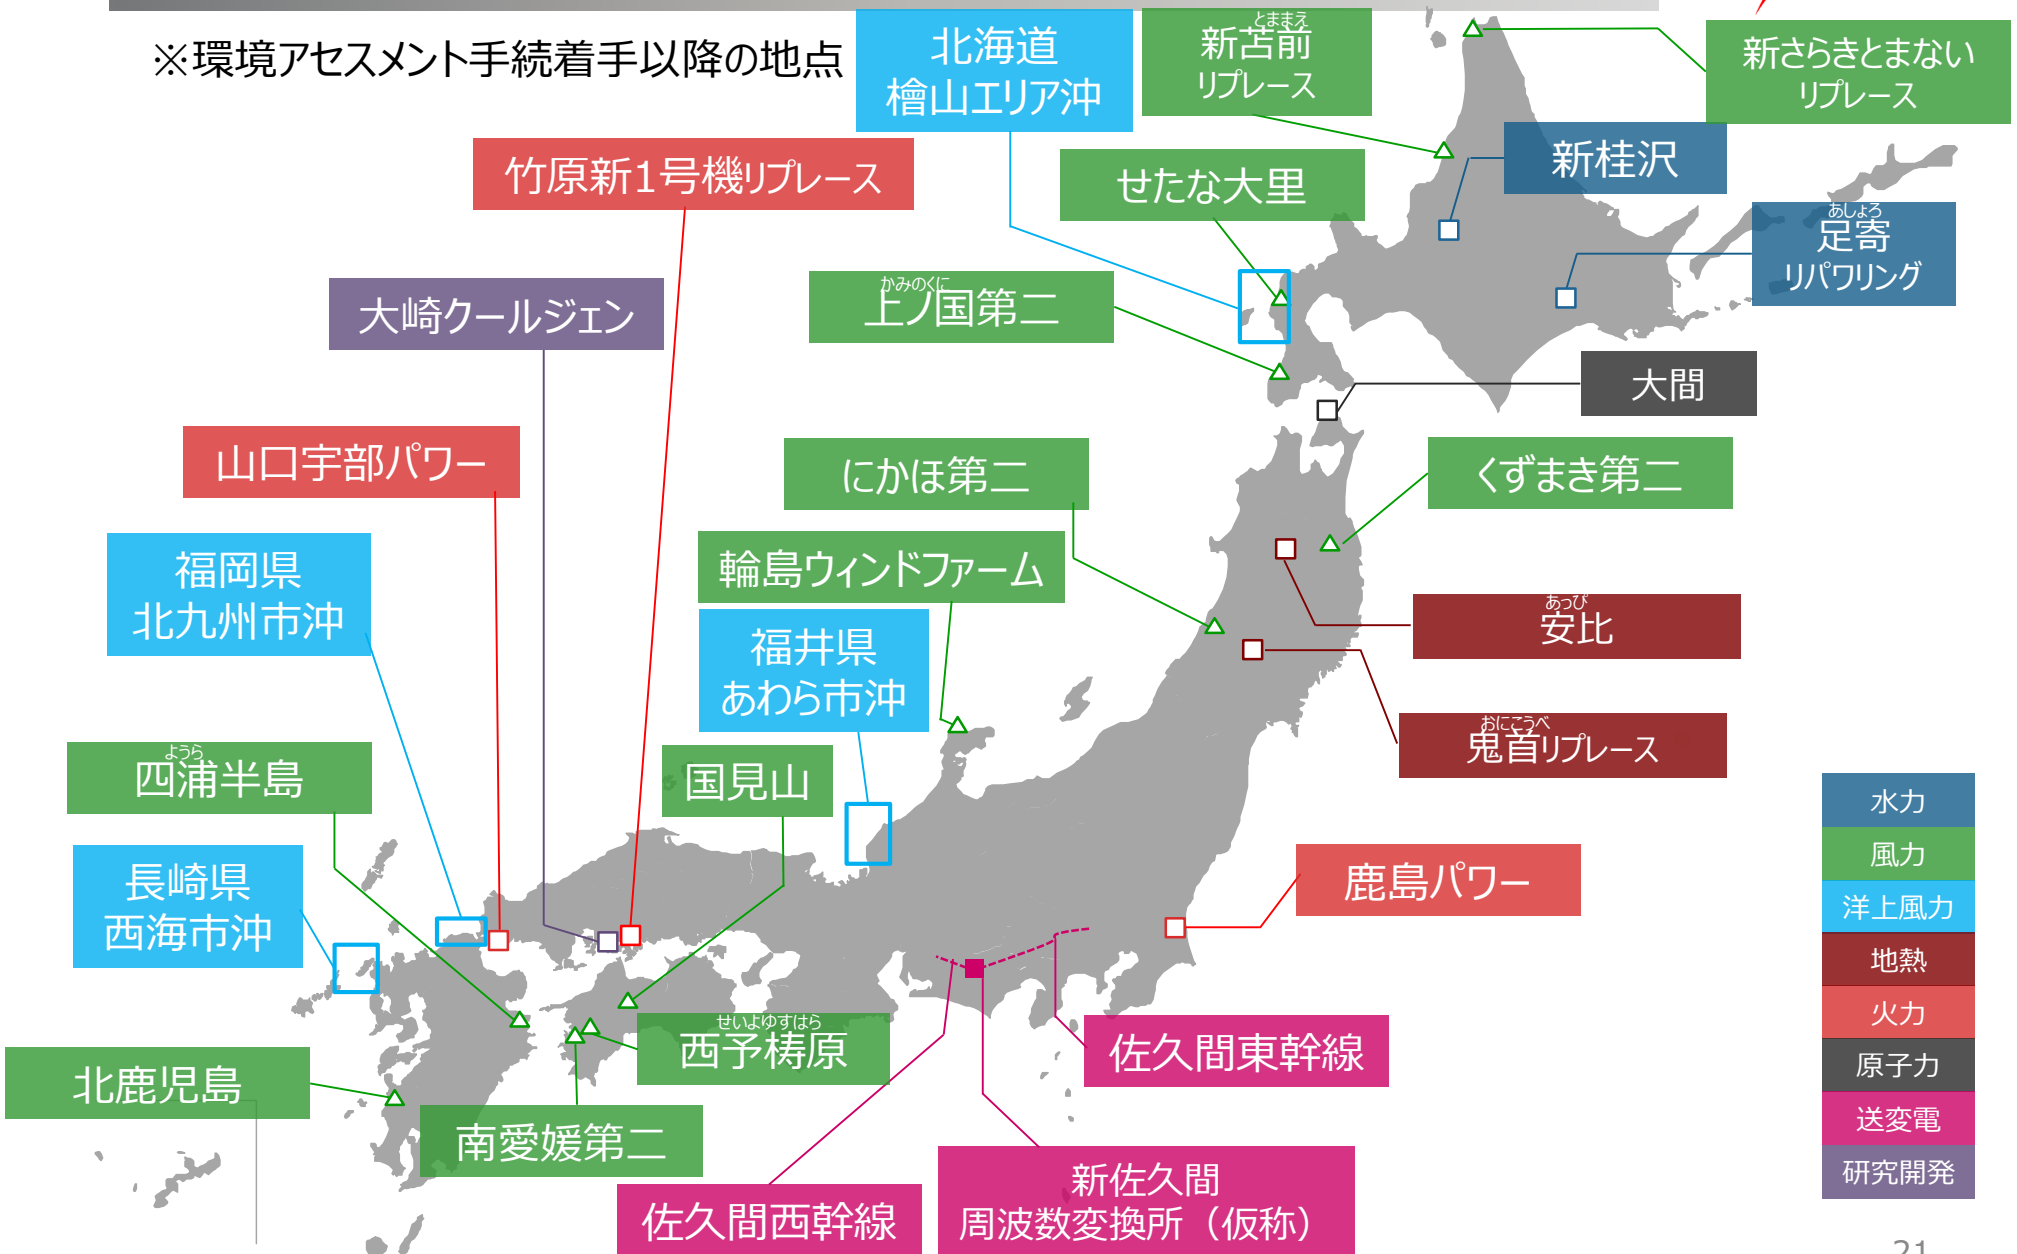 ※環境アセスメント手続着手以降の地点
北海道
檜山エリア沖
とままえ
新苫前
リプレース
新さらきとまない
リプレース
竹原新1号機リプレース
せたな大里
新桂沢
あしょろ
足寄
リパワリング
大崎クールジェン
かみのくに
上ノ国第二
大間
山口宇部パワー
にかほ第二
くずまき第二
福岡県
北九州市沖
輪島ウィンドファーム
あっぴ
安比
福井県
あわら市沖
おにこうべ
鬼首リプレース
ようら
四浦半島
国見山
長崎県
西海市沖
鹿島パワー
せいよゆすはら
西予梼原
佐久間東幹線
北鹿児島
南愛媛第二
佐久間西幹線
新佐久間
周波数変換所（仮称）
水力
風力
洋上風力
地熱
火力
原子力
送変電
研究開発
21